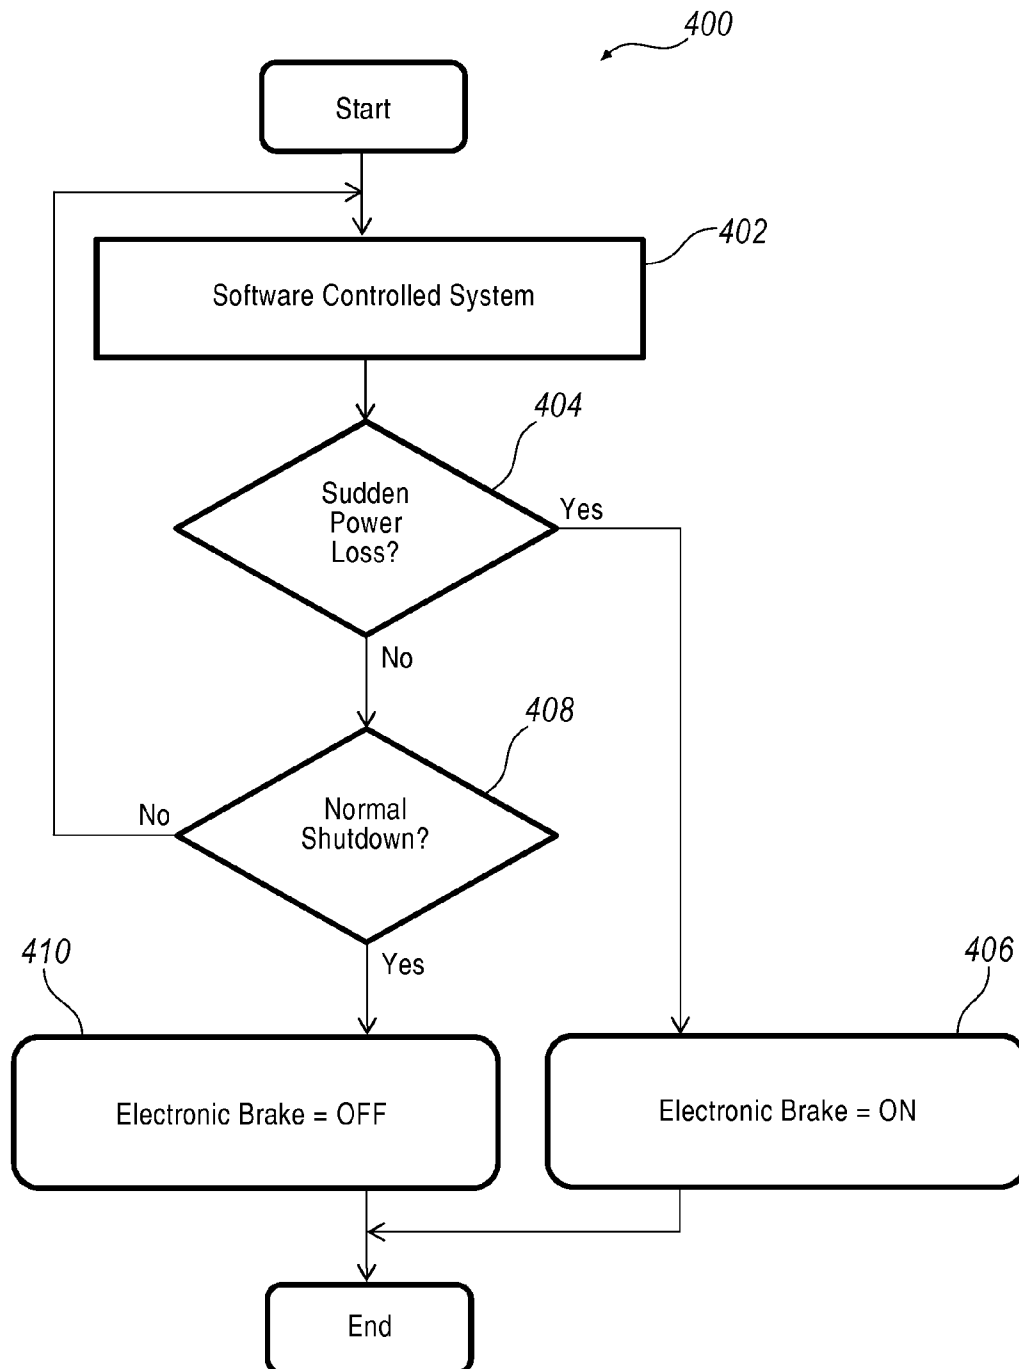 400
Start
402
Software Controlled System
404
Sudden
Power
Loss?
Yes
No
408
Normal
Shutdown?
No
Yes
410
406
Electronic Brake = OFF
Electronic Brake = ON
End